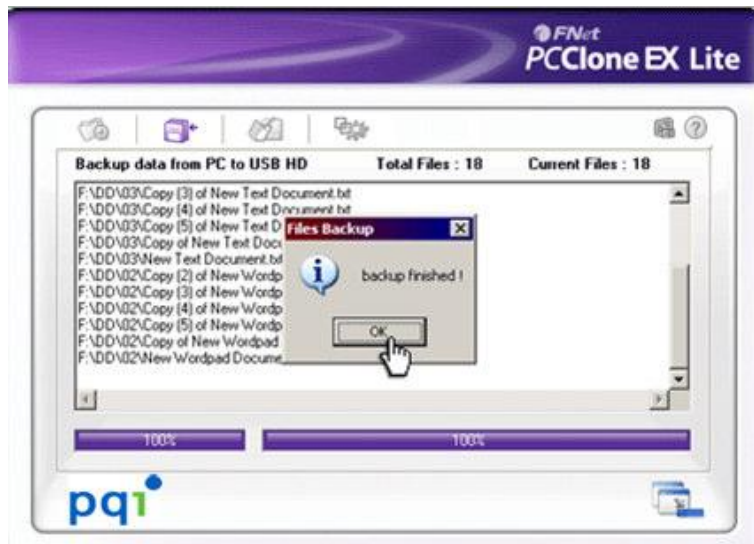 FNet
PCClone EX Lite
Backup data from PC to USB HD Total Files : 18 Current Files : 18
F:\DD\03\Copy (3) of New Text Document.txt
F:\DD\03\Copy (4) of New Text Document.txt
F:\DD\03\Copy (5) of New Text D
F:\DD\03\Copy of New Text Docu
F:\DD\03\New Text Document.txt
F:\DD\02\Copy (2) of New Wordp
F:\DD\02\Copy (3) of New Wordp
F:\DD\02\Copy (4) of New Wordp
F:\DD\02\Copy (5) of New Wordp
F:\DD\02\Copy of New Wordpad
F:\DD\02\New Wordpad Docume
Files Backup
backup finished !
OK
100% 100%
pqi